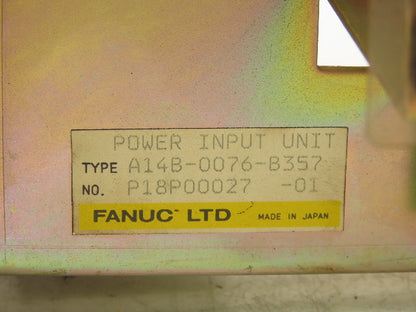 POWER INPUT UNIT
TYPE A14B-0076-B357
NO. P18P00027 -01
FANUC LTD MADE IN JAPAN